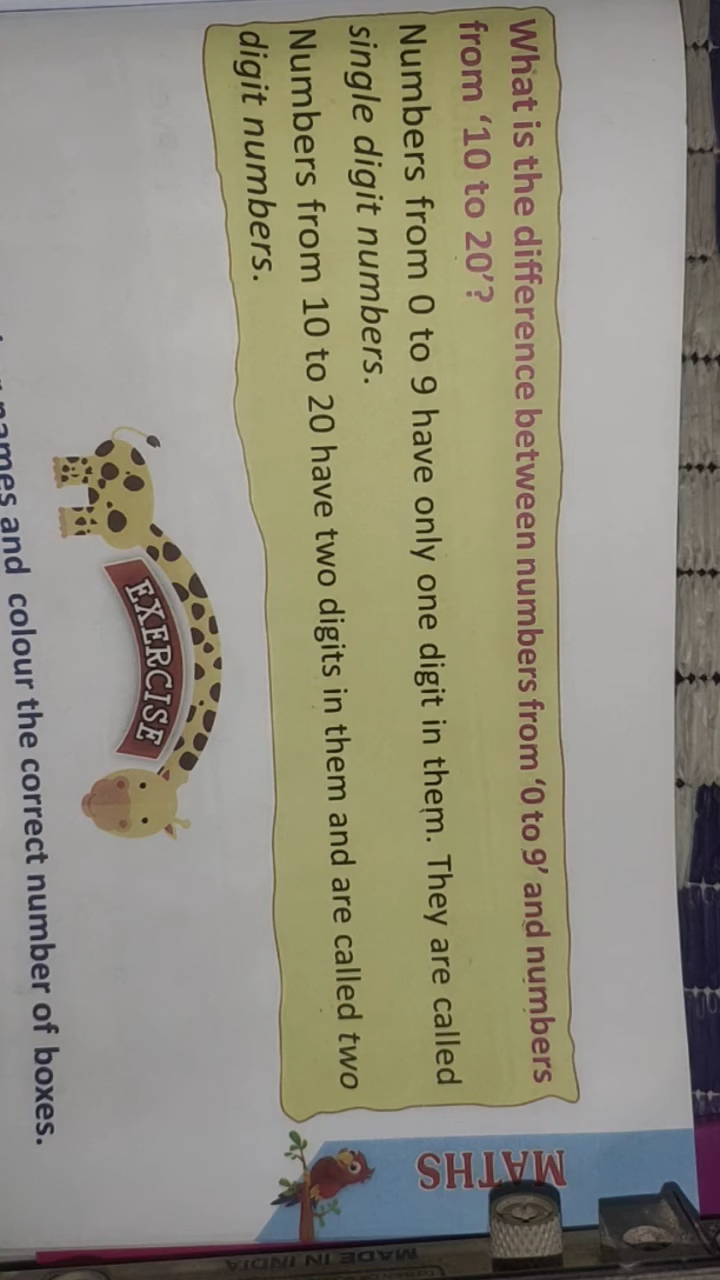 What is the difference between numbers from ‘0 to 9’ and numbers
from ‘10 to 20’?
Numbers from 0 to 9 have only one digit in them. They are called
single digit numbers.
Numbers from 10 to 20 have two digits in them and are called two
digit numbers.
MATHS
EXERCISE
names and colour the correct number of boxes.
MADE IN INDIA